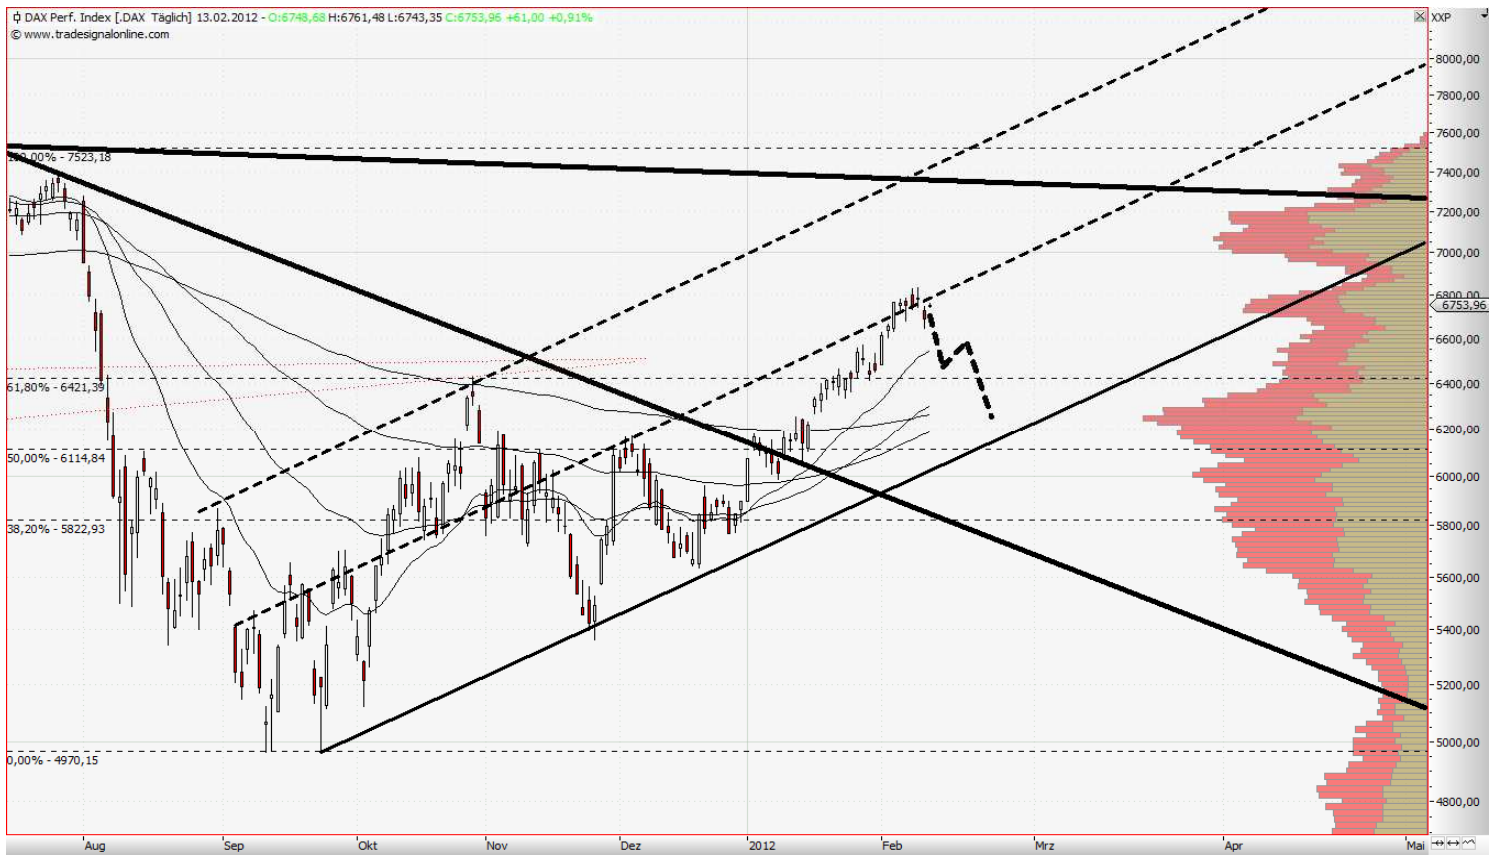 DAX Perf. Index [.DAX Täglich] 13.02.2012 - O:6748,68 H:6761,48 L:6743,35 C:6753,96 +61,00 +0,91%
© www.tradesignalonline.com
XXP
8000,00
7800,00
7600,00
100,00% - 7523,18
7400,00
7200,00
7000,00
6800,00
6753,96
6600,00
61,80% - 6421,39
6400,00
6200,00
50,00% - 6114,84
6000,00
38,20% - 5822,93
5800,00
5600,00
5400,00
5200,00
5000,00
0,00% - 4970,15
4800,00
Aug Sep Okt Nov Dez 2012 Feb Mrz Apr Mai